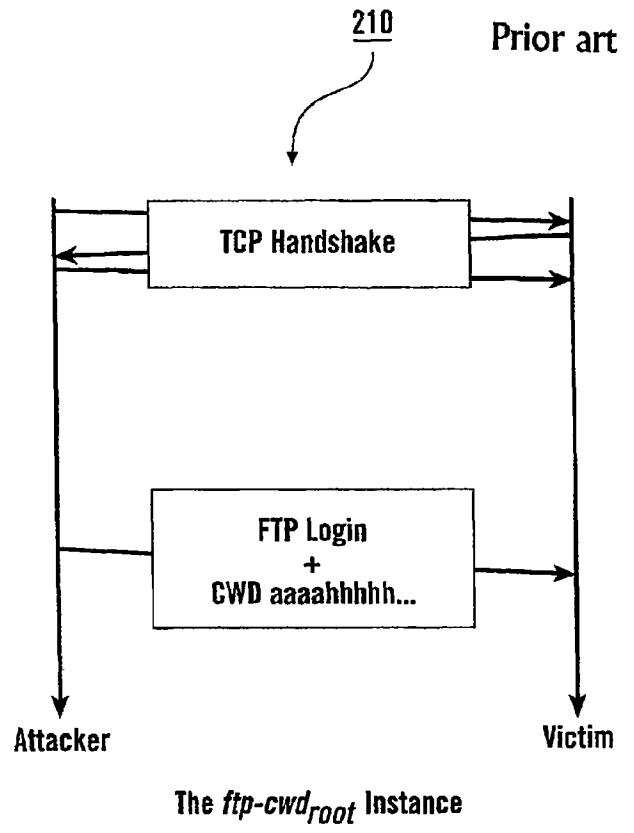 210
Prior art
TCP Handshake
FTP Login
+
CWD aaaahhhhh...
Attacker
Victim
The ftp-cwdroot Instance